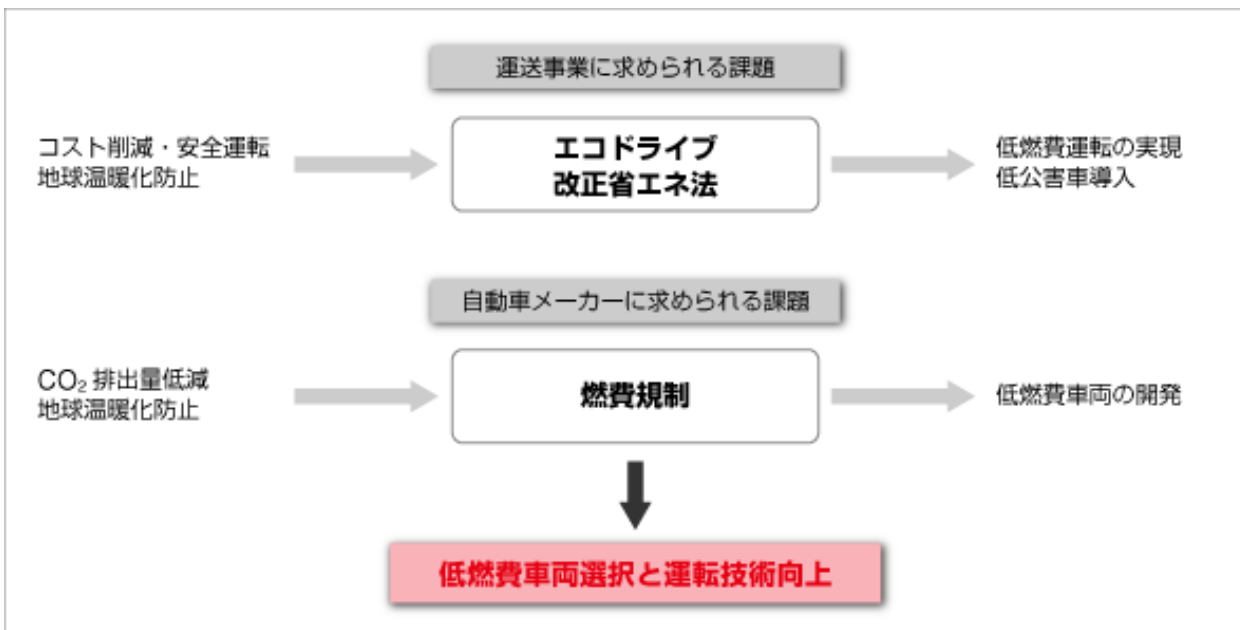 運送事業に求められる課題
コスト削減・安全運転
地球温暖化防止
エコドライブ
改正省エネ法
低燃費運転の実現
低公害車導入
自動車メーカーに求められる課題
CO₂ 排出量低減
地球温暖化防止
燃費規制
低燃費車両の開発
低燃費車両選択と運転技術向上